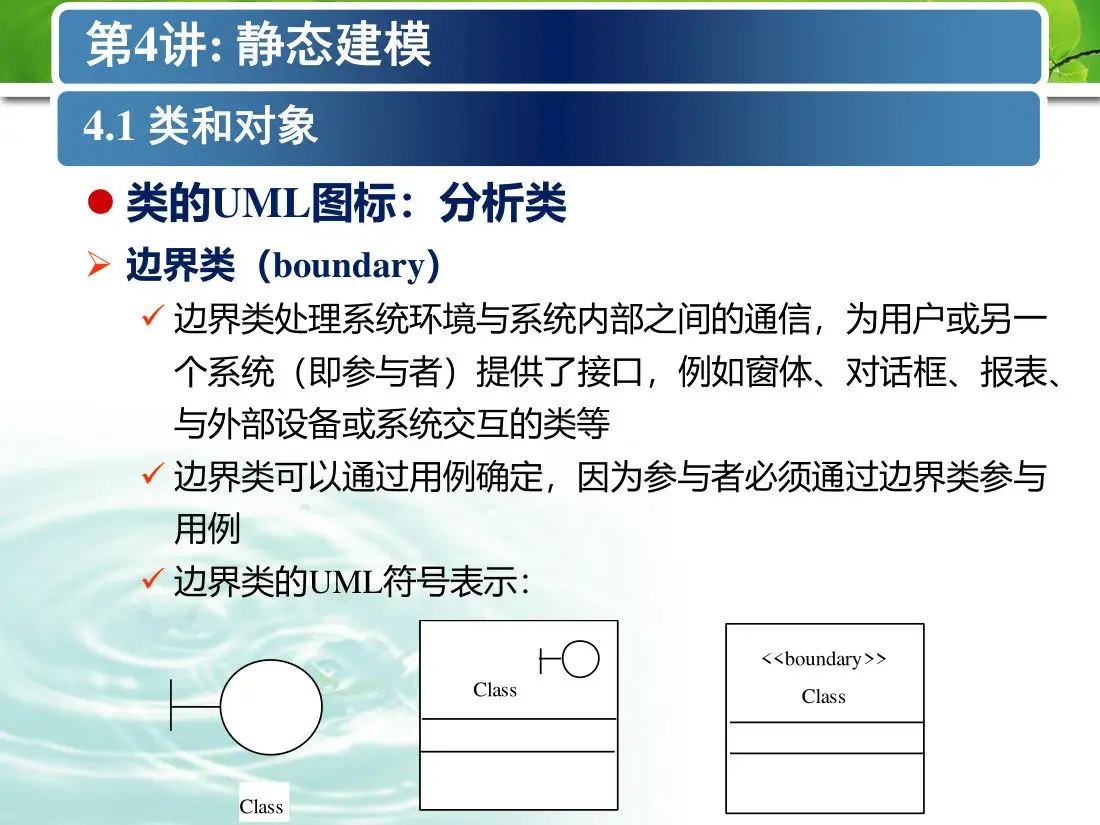 第4讲: 静态建模
4.1 类和对象
类的UML图标：分析类
边界类（boundary）
边界类处理系统环境与系统内部之间的通信，为用户或另一
个系统（即参与者）提供了接口，例如窗体、对话框、报表、
与外部设备或系统交互的类等
边界类可以通过用例确定，因为参与者必须通过边界类参与
用例
边界类的UML符号表示：
Class
Class
<<boundary>>
Class